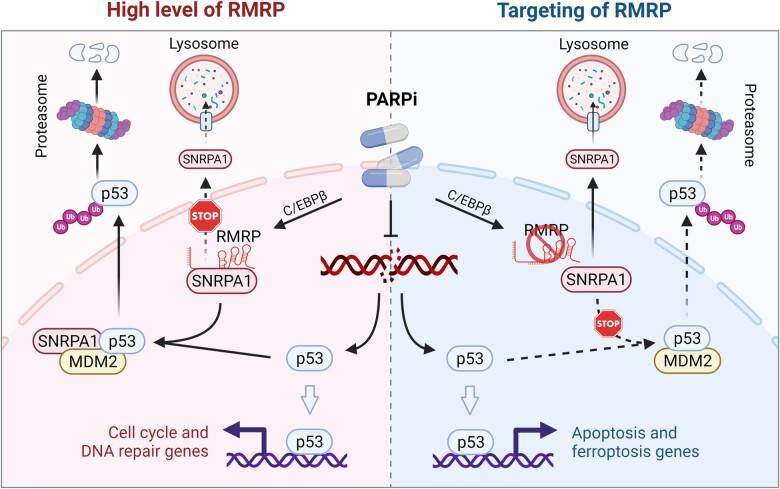 High level of RMRP
Targeting of RMRP
Lysosome
Proteasome
PARPi
SNRPA1
p53
Ub
Ub
Ub
Ub
STOP
C/EBPβ
RMRP
SNRPA1
SNRPA1
p53
MDM2
p53
Cell cycle and
DNA repair genes
p53
Lysosome
Proteasome
SNRPA1
p53
Ub
Ub
Ub
Ub
C/EBPβ
RMRP
SNRPA1
STOP
p53
MDM2
p53
p53
Apoptosis and
ferroptosis genes